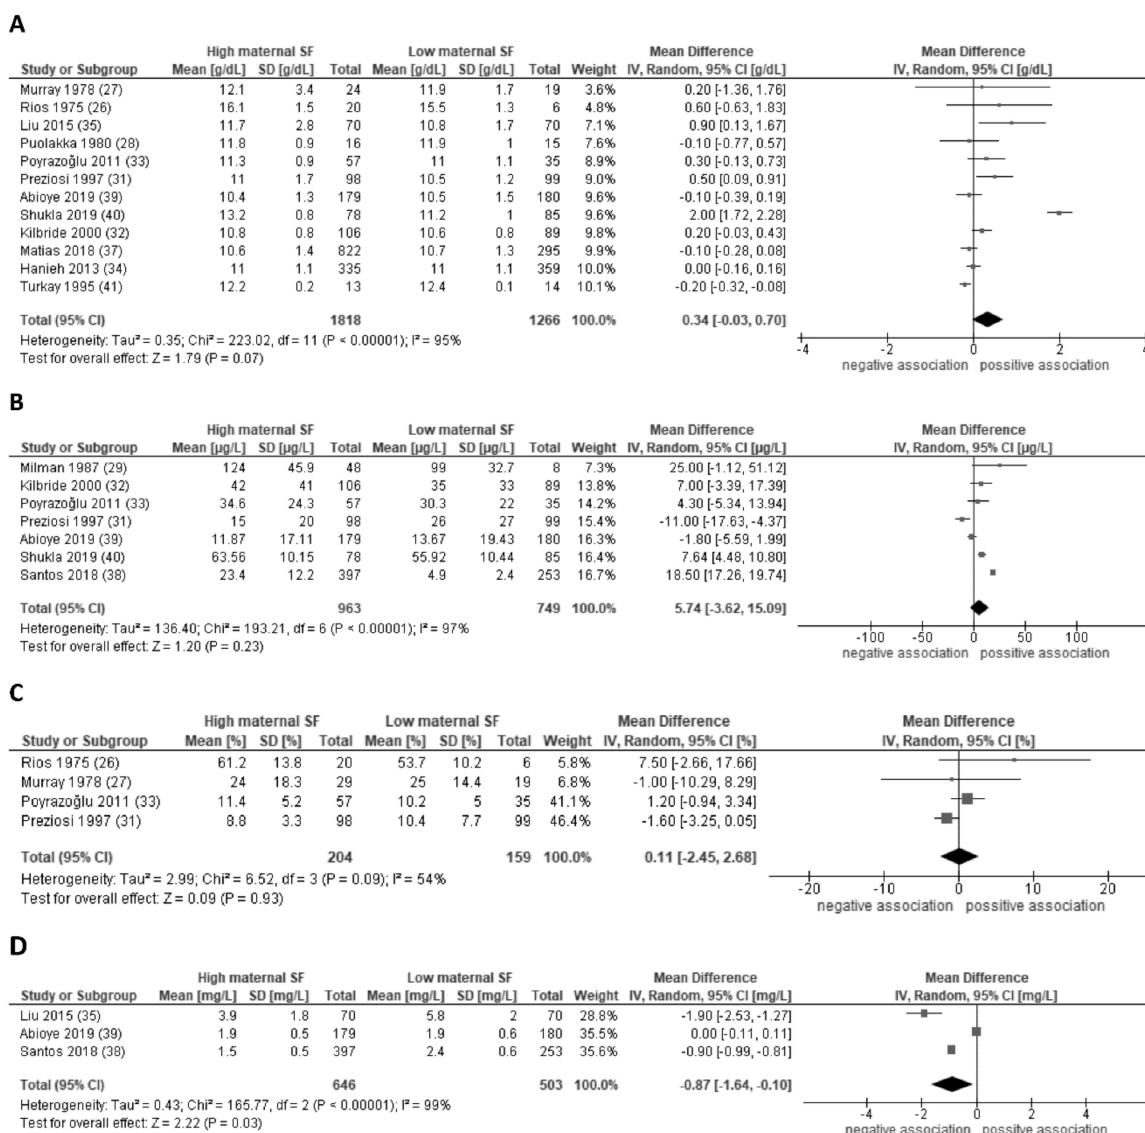 A
High maternal SF Low maternal SF Mean Difference Mean Difference
Study or Subgroup Mean [g/dL] SD [g/dL] Total Mean [g/dL] SD [g/dL] Total Weight IV, Random, 95% CI [g/dL] IV, Random, 95% CI [g/dL]
Murray 1978 (27) 12.1 3.4 24 11.9 1.7 19 3.6% 0.20 [-1.36, 1.76]
Rios 1975 (26) 16.1 1.5 20 15.5 1.3 6 4.8% 0.60 [-0.63, 1.83]
Liu 2015 (35) 11.7 2.8 70 10.8 1.7 70 7.1% 0.90 [0.13, 1.67]
Puolakka 1980 (28) 11.8 0.9 16 11.9 1 15 7.6% -0.10 [-0.77, 0.57]
Poyrazoğlu 2011 (33) 11.3 0.9 57 11 1.1 35 8.9% 0.30 [-0.13, 0.73]
Preziosi 1997 (31) 11 1.7 98 10.5 1.2 99 9.0% 0.50 [0.09, 0.91]
Abioye 2019 (39) 10.4 1.3 179 10.5 1.5 180 9.5% -0.10 [-0.39, 0.19]
Shukla 2019 (40) 13.2 0.8 78 11.2 1 85 9.6% 2.00 [1.72, 2.28]
Kilbride 2000 (32) 10.8 0.8 106 10.6 0.8 89 9.8% 0.20 [-0.03, 0.43]
Matias 2018 (37) 10.6 1.4 822 10.7 1.3 295 9.9% -0.10 [-0.28, 0.08]
Hanieh 2013 (34) 11 1.1 335 11 1.1 359 10.0% 0.00 [-0.16, 0.16]
Turkay 1995 (41) 12.2 0.2 13 12.4 0.1 14 10.1% -0.20 [-0.32, -0.08]
Total (95% CI) 1818 1266 100.0% 0.34 [-0.03, 0.70]
Heterogeneity: Tau² = 0.35; Chi² = 223.02, df = 11 (P < 0.00001); I² = 95%
Test for overall effect: Z = 1.79 (P = 0.07)
-4 -2 0 2 4
negative association possitive association
B
High maternal SF Low maternal SF Mean Difference Mean Difference
Study or Subgroup Mean [µg/L] SD [µg/L] Total Mean [µg/L] SD [µg/L] Total Weight IV, Random, 95% CI [µg/L] IV, Random, 95% CI [µg/L]
Milman 1987 (29) 124 45.9 48 99 32.7 8 7.3% 25.00 [-1.12, 51.12]
Kilbride 2000 (32) 42 41 106 35 33 89 13.8% 7.00 [-3.39, 17.39]
Poyrazoğlu 2011 (33) 34.6 24.3 57 30.3 22 35 14.2% 4.30 [-5.34, 13.94]
Preziosi 1997 (31) 15 20 98 26 27 99 15.4% -11.00 [-17.63, -4.37]
Abioye 2019 (39) 11.87 17.11 179 13.67 19.43 180 16.3% -1.80 [-5.59, 1.99]
Shukla 2019 (40) 63.56 10.15 78 55.92 10.44 85 16.4% 7.64 [4.48, 10.80]
Santos 2018 (38) 23.4 12.2 397 4.9 2.4 253 16.7% 18.50 [17.26, 19.74]
Total (95% CI) 963 749 100.0% 5.74 [-3.62, 15.09]
Heterogeneity: Tau² = 136.40; Chi² = 193.21, df = 6 (P < 0.00001); I² = 97%
Test for overall effect: Z = 1.20 (P = 0.23)
-100 -50 0 50 100
negative association possitive association
C
High maternal SF Low maternal SF Mean Difference Mean Difference
Study or Subgroup Mean [%] SD [%] Total Mean [%] SD [%] Total Weight IV, Random, 95% CI [%] IV, Random, 95% CI [%]
Rios 1975 (26) 61.2 13.8 20 53.7 10.2 6 5.8% 7.50 [-2.66, 17.66]
Murray 1978 (27) 24 18.3 29 25 14.4 19 6.8% -1.00 [-10.29, 8.29]
Poyrazoğlu 2011 (33) 11.4 5.2 57 10.2 5 35 41.1% 1.20 [-0.94, 3.34]
Preziosi 1997 (31) 8.8 3.3 98 10.4 7.7 99 46.4% -1.60 [-3.25, 0.05]
Total (95% CI) 204 159 100.0% 0.11 [-2.45, 2.68]
Heterogeneity: Tau² = 2.99; Chi² = 6.52, df = 3 (P = 0.09); I² = 54%
Test for overall effect: Z = 0.09 (P = 0.93)
-20 -10 0 10 20
negative association possitive association
D
High maternal SF Low maternal SF Mean Difference Mean Difference
Study or Subgroup Mean [mg/L] SD [mg/L] Total Mean [mg/L] SD [mg/L] Total Weight IV, Random, 95% CI [mg/L] IV, Random, 95% CI [mg/L]
Liu 2015 (35) 3.9 1.8 70 5.8 2 70 28.8% -1.90 [-2.53, -1.27]
Abioye 2019 (39) 1.9 0.5 179 1.9 0.6 180 35.5% 0.00 [-0.11, 0.11]
Santos 2018 (38) 1.5 0.5 397 2.4 0.6 253 35.6% -0.90 [-0.99, -0.81]
Total (95% CI) 646 503 100.0% -0.87 [-1.64, -0.10]
Heterogeneity: Tau² = 0.43; Chi² = 165.77, df = 2 (P < 0.00001); I² = 99%
Test for overall effect: Z = 2.22 (P = 0.03)
-4 -2 0 2 4
negative association possitive association